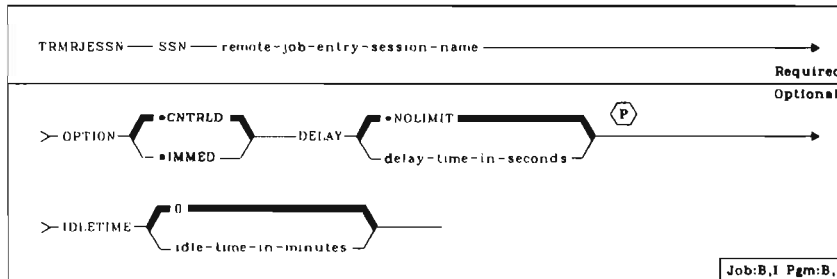 TRMRJESSN SSN remote-job-entry-session-name
Required
Optional
*CNTRLD *NOLIMIT P
OPTION DELAY
*IMMED delay-time-in-seconds
0
IDLETIME
idle-time-in-minutes
Job:B,I Pgm:B,